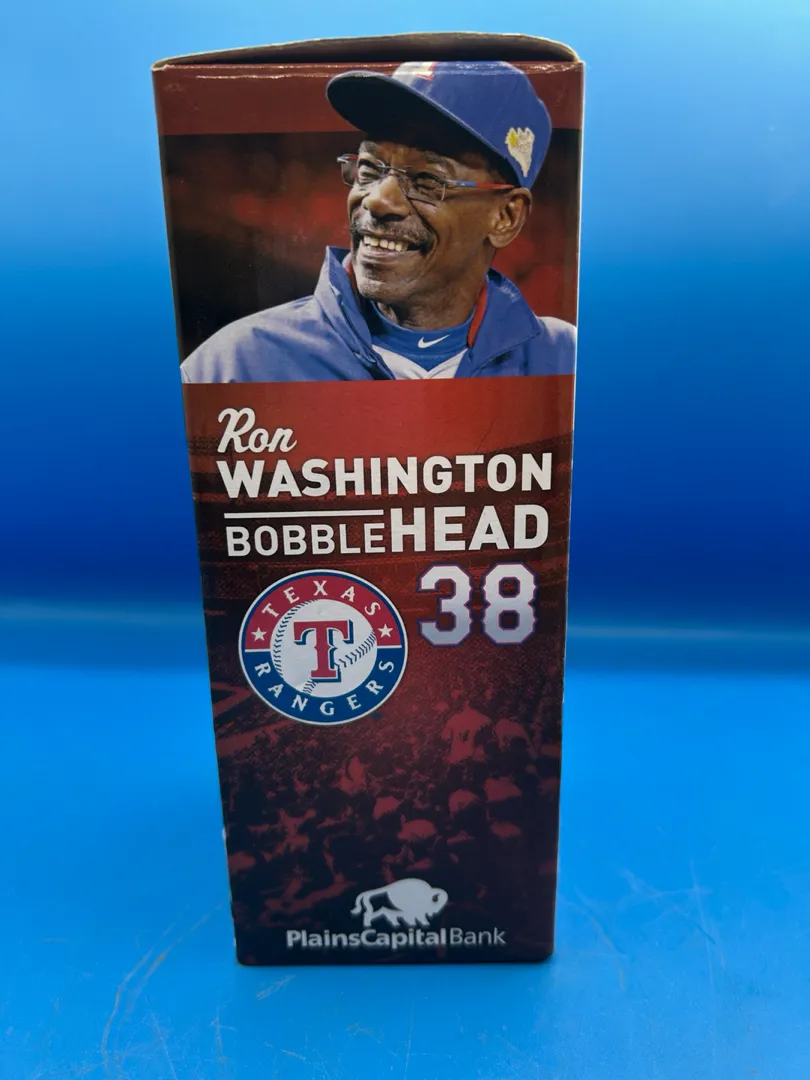 Ron
WASHINGTON
BOBBLEHEAD
TEXAS
T
RANGERS
38
PlainsCapitalBank